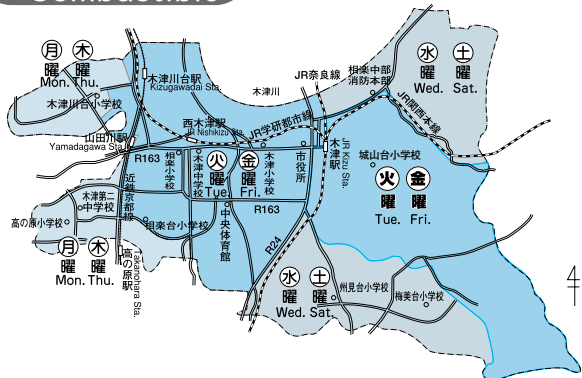 Combustible
月 木
曜 曜
Mon. Thu.
木津川台小学校
木津川台駅
Kizugawadai Sta.
木津川
JR奈良線
相楽中部
消防本部
水 土
曜 曜
Wed. Sat.
JR関西本線
山田川駅
Yamadagawa Sta.
西木津駅
JR Nishikizu Sta.
JR学研都市線
R163
相楽小学校
木津中学校
火 金
曜 曜
Tue. Fri.
木津小学校
市役所
木津駅
JR Kizu Sta.
城山台小学校
火 金
曜 曜
Tue. Fri.
近鉄京都線
木津第二
中学校
高の原小学校
相楽台小学校
中央体育館
R163
R24
月 木
曜 曜
Mon. Thu.
高の原駅
Takanohara Sta.
水 土
曜 曜
Wed. Sat.
州見台小学校
梅美台小学校